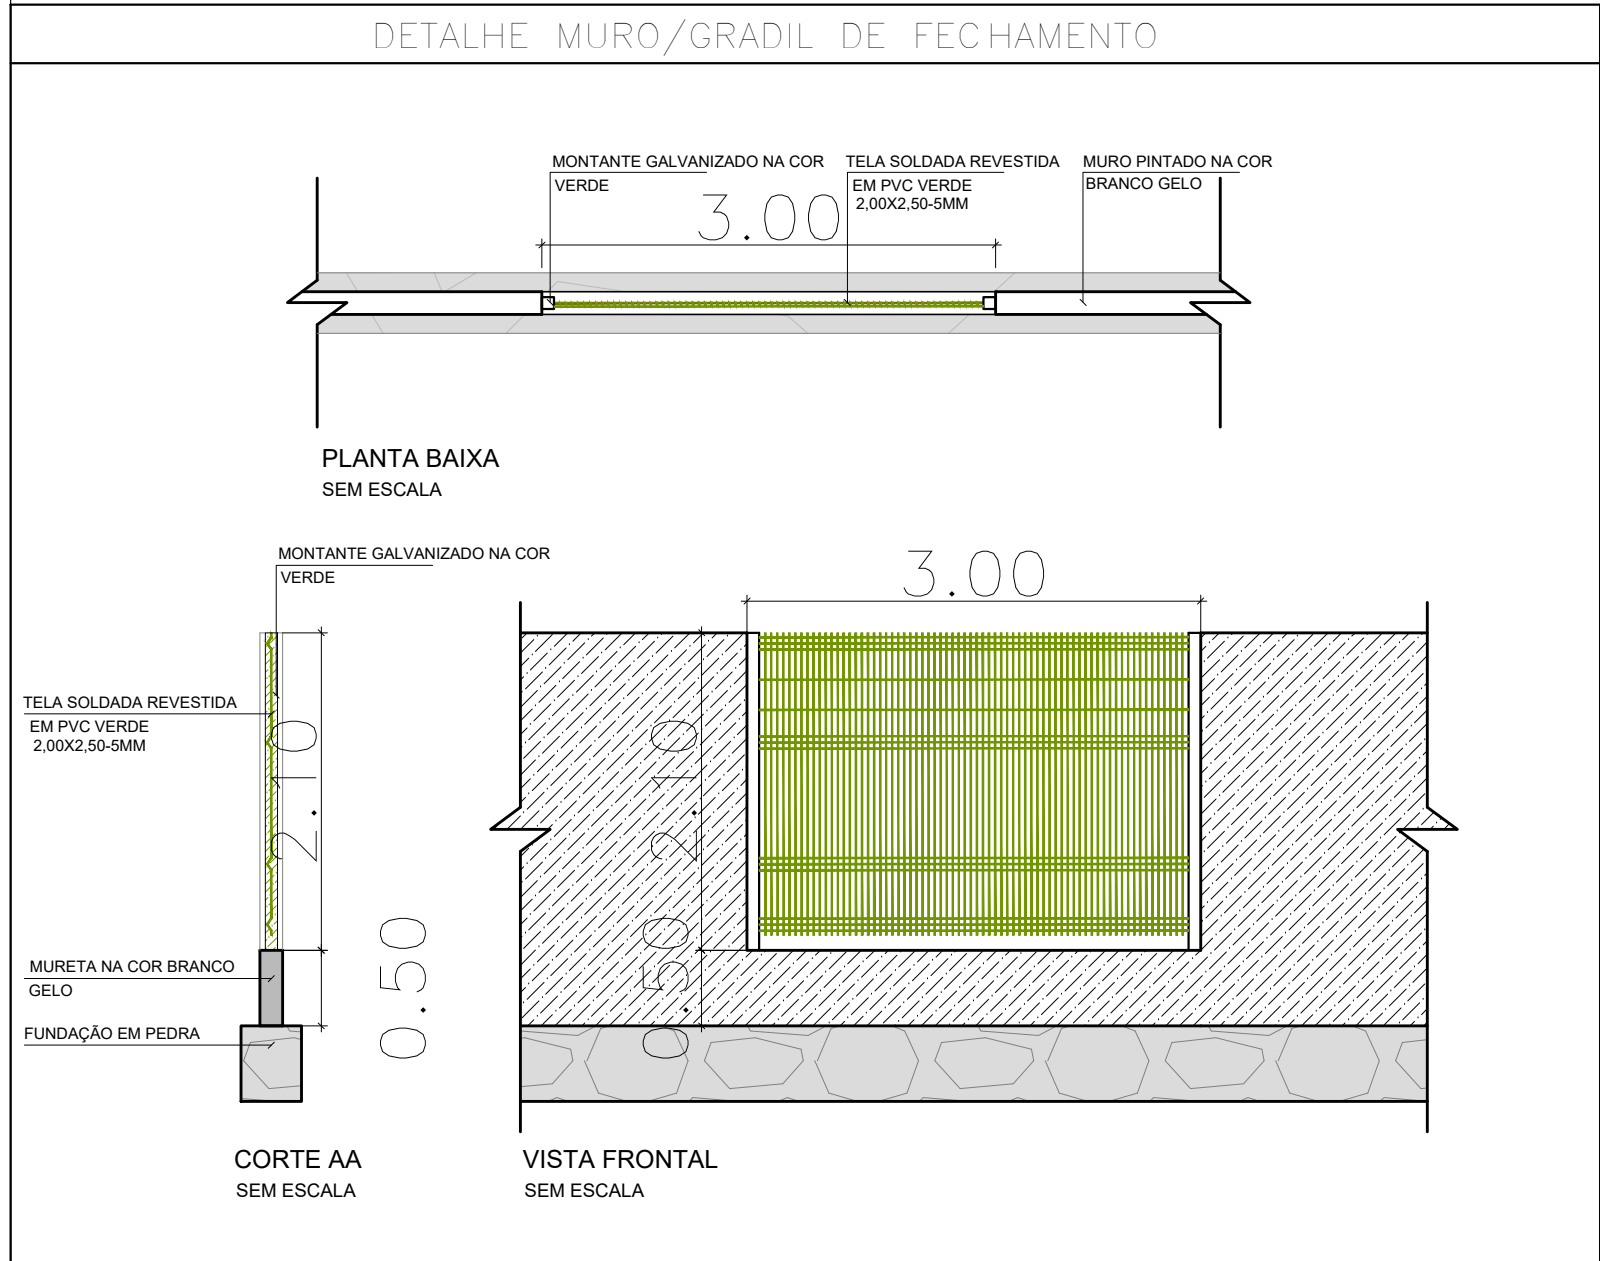 DETALHE MURO/GRADIL DE FECHAMENTO
MONTANTE GALVANIZADO NA COR
VERDE
TELA SOLDADA REVESTIDA
EM PVC VERDE
2,00X2,50-5MM
MURO PINTADO NA COR
BRANCO GELO
3.00
PLANTA BAIXA
SEM ESCALA
MONTANTE GALVANIZADO NA COR
VERDE
TELA SOLDADA REVESTIDA
EM PVC VERDE
2,00X2,50-5MM
2.10
0.50
MURETA NA COR BRANCO
GELO
FUNDAÇÃO EM PEDRA
CORTE AA
SEM ESCALA
3.00
2.10
0.50
VISTA FRONTAL
SEM ESCALA